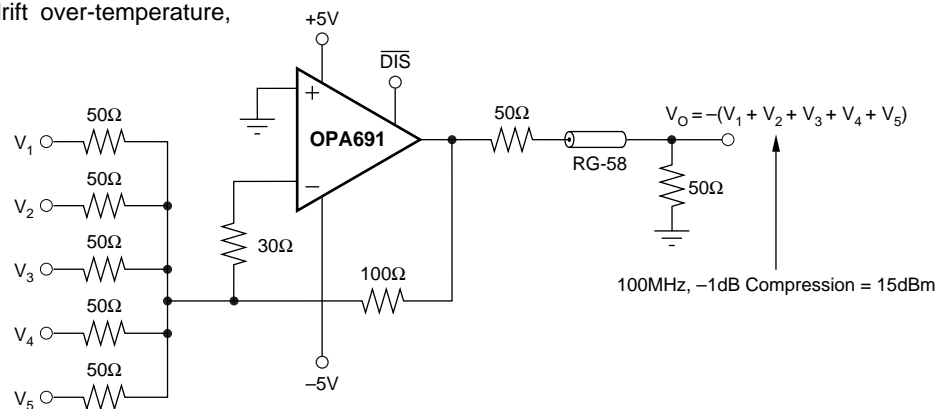 drift over-temperature,
+5V
DIS
50Ω
V1
50Ω
V2
50Ω
V3
50Ω
V4
50Ω
V5
+
OPA691
–
30Ω
100Ω
–5V
50Ω
RG-58
VO = –(V1 + V2 + V3 + V4 + V5)
50Ω
100MHz, –1dB Compression = 15dBm